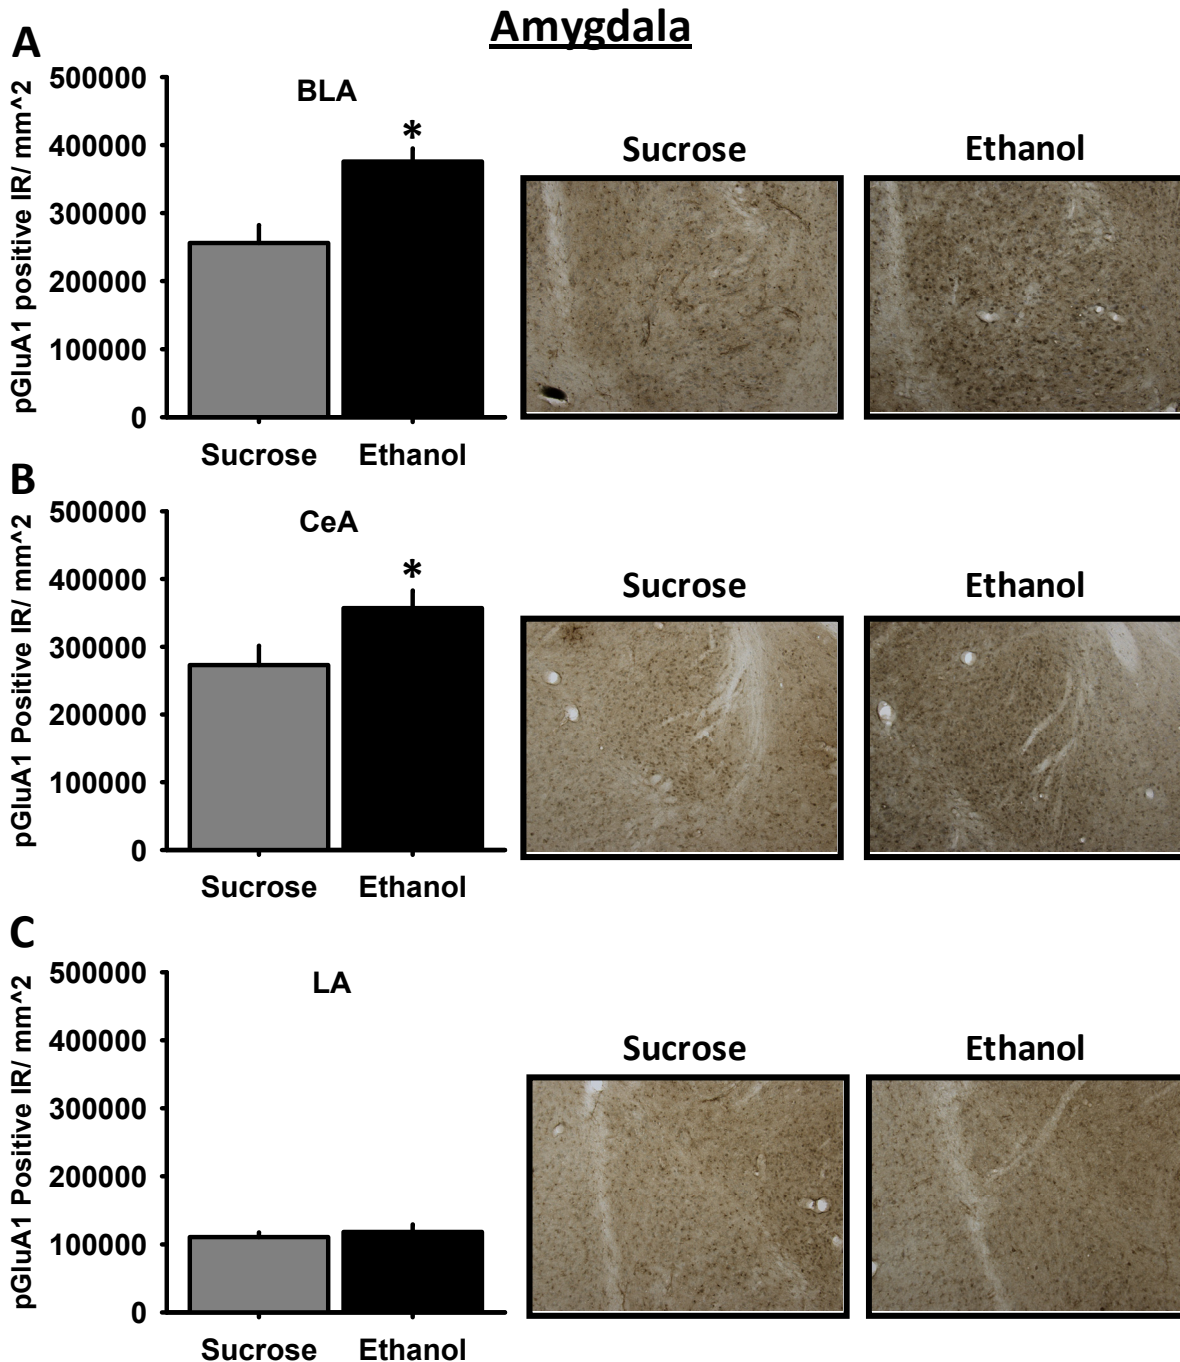 Amygdala
A
pGluA1 positive IR/ mm^2
500000
400000
300000
200000
100000
0
BLA
*
Sucrose
Ethanol
Sucrose
Ethanol
B
pGluA1 Positive IR/ mm^2
500000
400000
300000
200000
100000
0
CeA
*
Sucrose
Ethanol
Sucrose
Ethanol
C
pGluA1 Positive IR/ mm^2
500000
400000
300000
200000
100000
0
LA
Sucrose
Ethanol
Sucrose
Ethanol